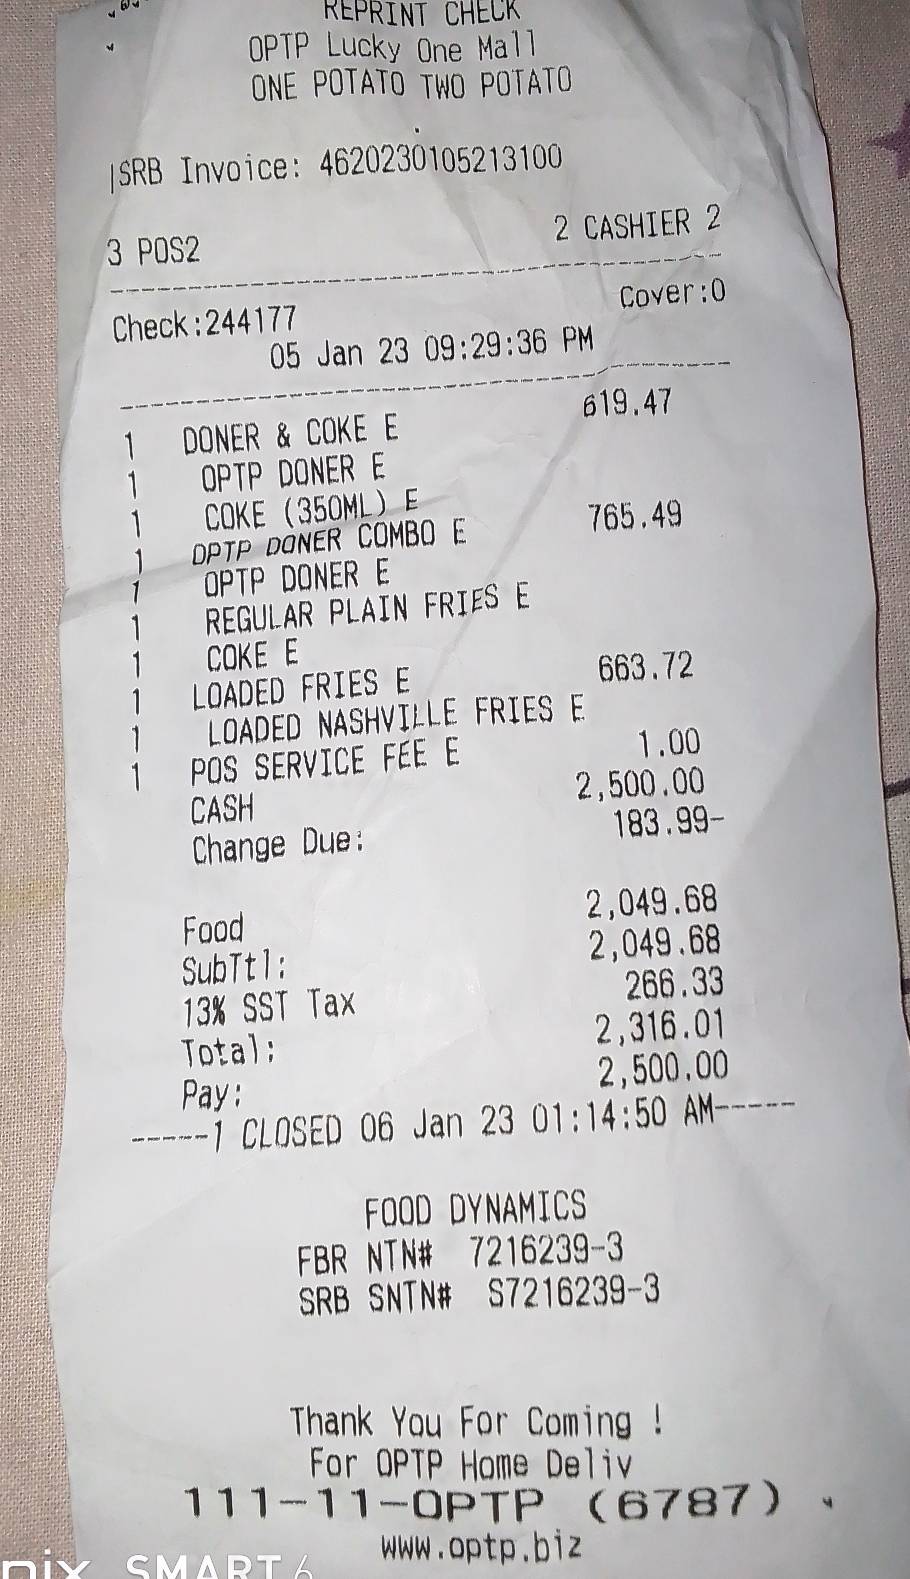 REPRINT CHECK
OPTP Lucky One Mall
ONE POTATO TWO POTATO
SRB Invoice: 4620230105213100
3 POS2 2 CASHIER 2
Check:244177 Cover:0
05 Jan 23 09:29:36 PM
1 DONER & COKE E 619.47
1 OPTP DONER E
1 COKE (350ML) E
1 OPTP DONER COMBO E 765.49
1 OPTP DONER E
1 REGULAR PLAIN FRIES E
1 COKE E
1 LOADED FRIES E 663.72
1 LOADED NASHVILLE FRIES E
1 POS SERVICE FEE E 1.00
CASH 2,500.00
Change Due: 183.99-
Food 2,049.68
SubTtl: 2,049.68
13% SST Tax 266.33
Total: 2,316.01
Pay: 2,500.00
-----1 CLOSED 06 Jan 23 01:14:50 AM-----
FOOD DYNAMICS
FBR NTN# 7216239-3
SRB SNTN# S7216239-3
Thank You For Coming !
For OPTP Home Deliv
111-11-OPTP (6787)
www.optp.biz
SMART